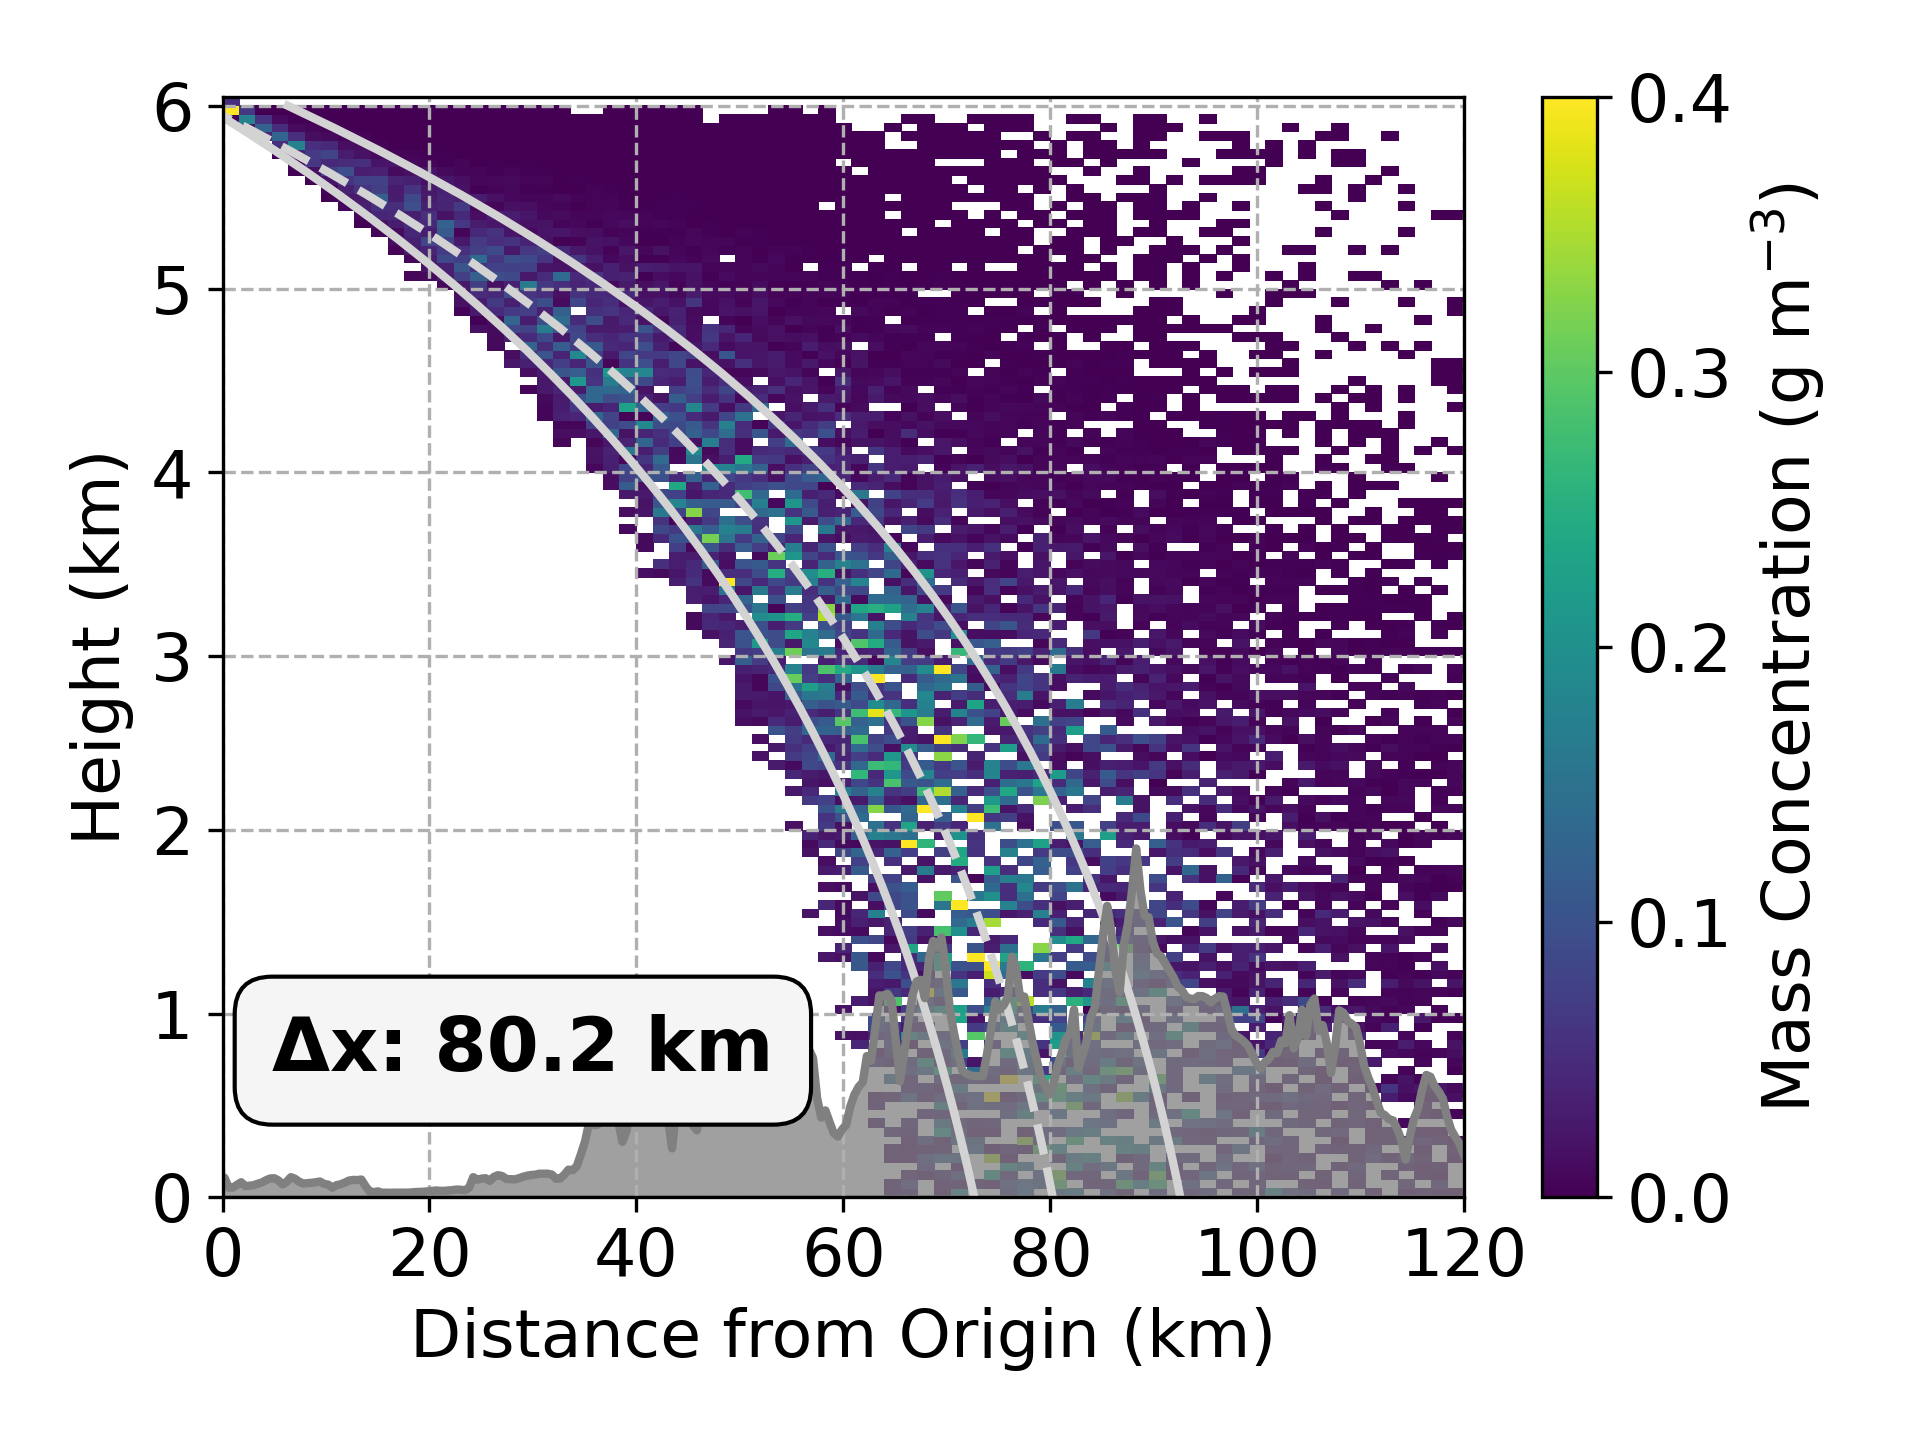 6
5
4
3
2
1
0
Height (km)
Δx: 80.2 km
0 20 40 60 80 100 120
Distance from Origin (km)
0.4
0.3
0.2
0.1
0.0
Mass Concentration (g m⁻³)